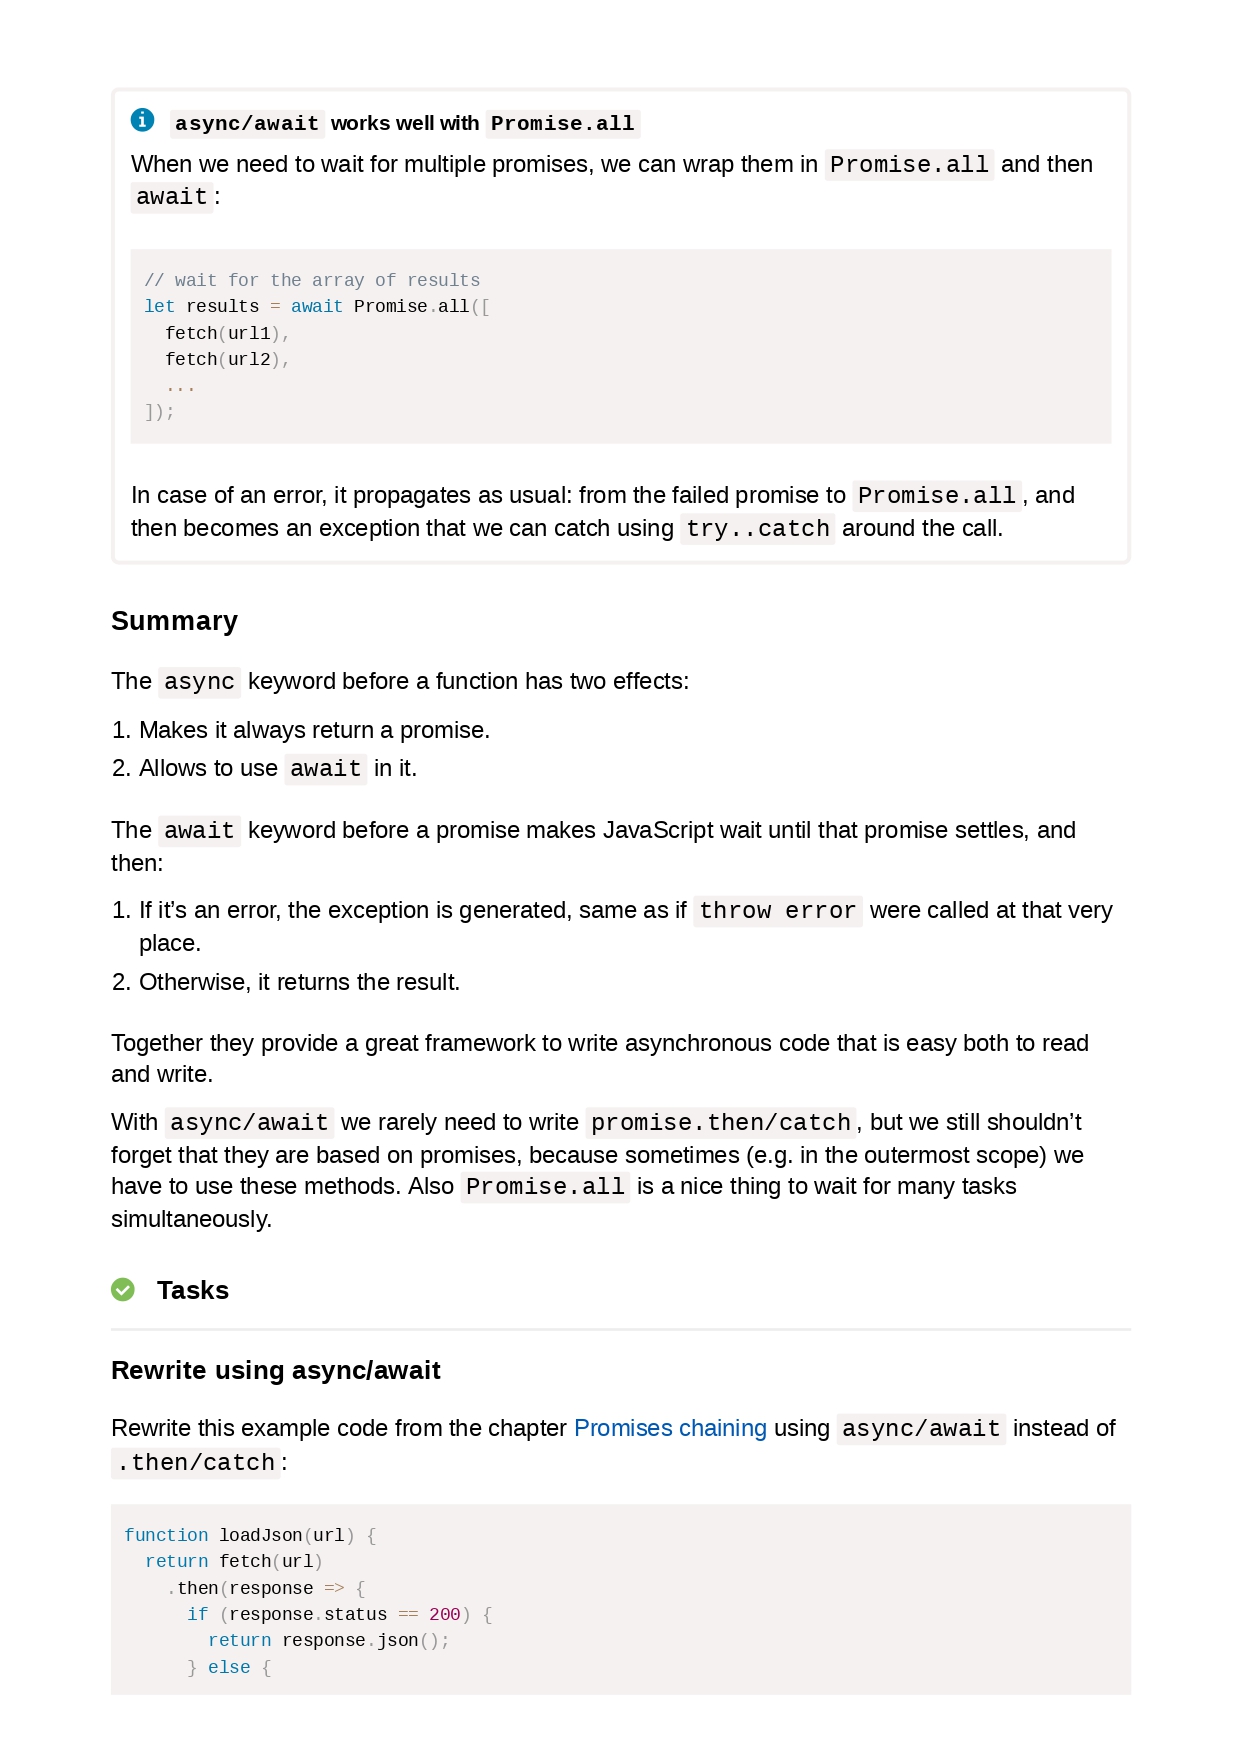 async/await works well with Promise.all
When we need to wait for multiple promises, we can wrap them in Promise.all and then
await:
// wait for the array of results
let results = await Promise.all([
  fetch(url1),
  fetch(url2),
  ...
]);
In case of an error, it propagates as usual: from the failed promise to Promise.all, and
then becomes an exception that we can catch using try..catch around the call.
Summary
The async keyword before a function has two effects:
1. Makes it always return a promise.
2. Allows to use await in it.
The await keyword before a promise makes JavaScript wait until that promise settles, and
then:
1. If it’s an error, the exception is generated, same as if throw error were called at that very
place.
2. Otherwise, it returns the result.
Together they provide a great framework to write asynchronous code that is easy both to read
and write.
With async/await we rarely need to write promise.then/catch, but we still shouldn’t
forget that they are based on promises, because sometimes (e.g. in the outermost scope) we
have to use these methods. Also Promise.all is a nice thing to wait for many tasks
simultaneously.
Tasks
Rewrite using async/await
Rewrite this example code from the chapter Promises chaining using async/await instead of
.then/catch:
function loadJson(url) {
  return fetch(url)
    .then(response => {
      if (response.status == 200) {
        return response.json();
      } else {